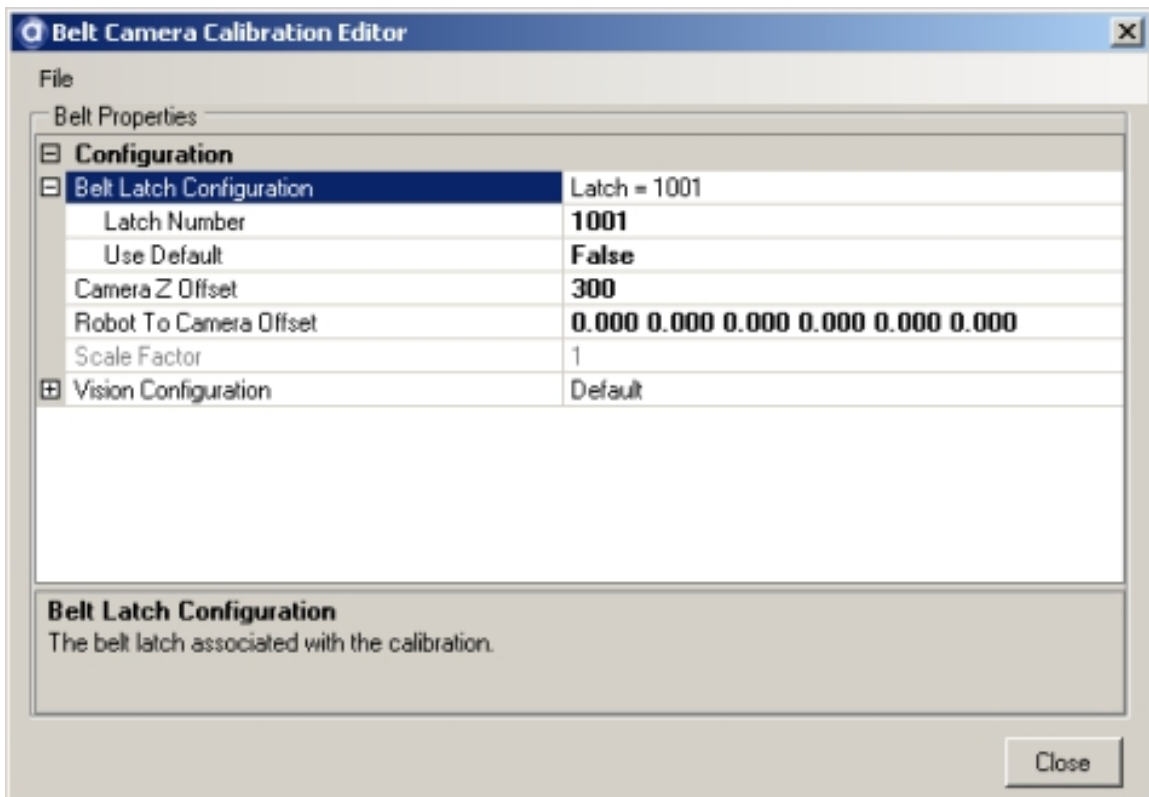 Belt Camera Calibration Editor
File
Belt Properties
Configuration
Belt Latch Configuration Latch = 1001
Latch Number 1001
Use Default False
Camera Z Offset 300
Robot To Camera Offset 0.000 0.000 0.000 0.000 0.000 0.000
Scale Factor 1
Vision Configuration Default
Belt Latch Configuration
The belt latch associated with the calibration.
Close